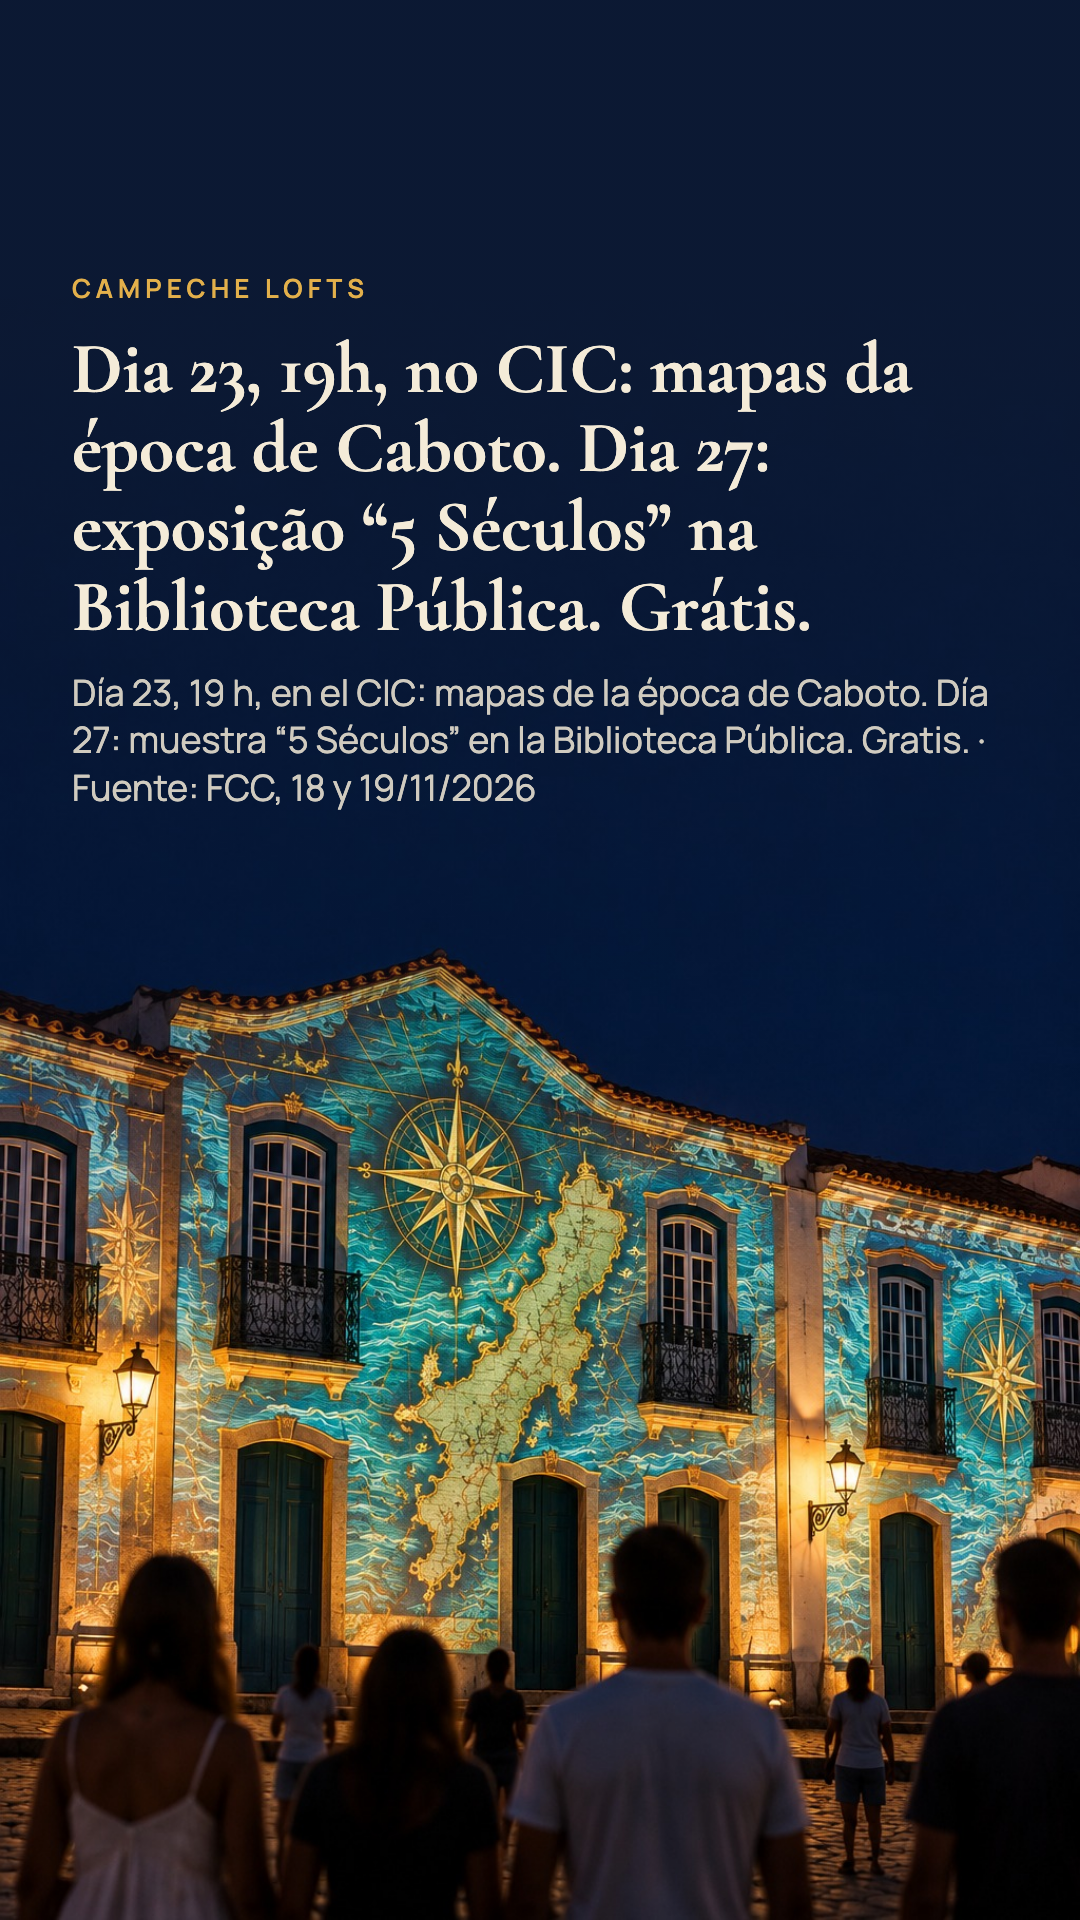 CAMPECHE LOFTS
Dia 23, 19h, no CIC: mapas da
época de Caboto. Dia 27:
exposição “5 Séculos” na
Biblioteca Pública. Grátis.
Día 23, 19 h, en el CIC: mapas de la época de Caboto. Día
27: muestra “5 Séculos” en la Biblioteca Pública. Gratis. ·
Fuente: FCC, 18 y 19/11/2026